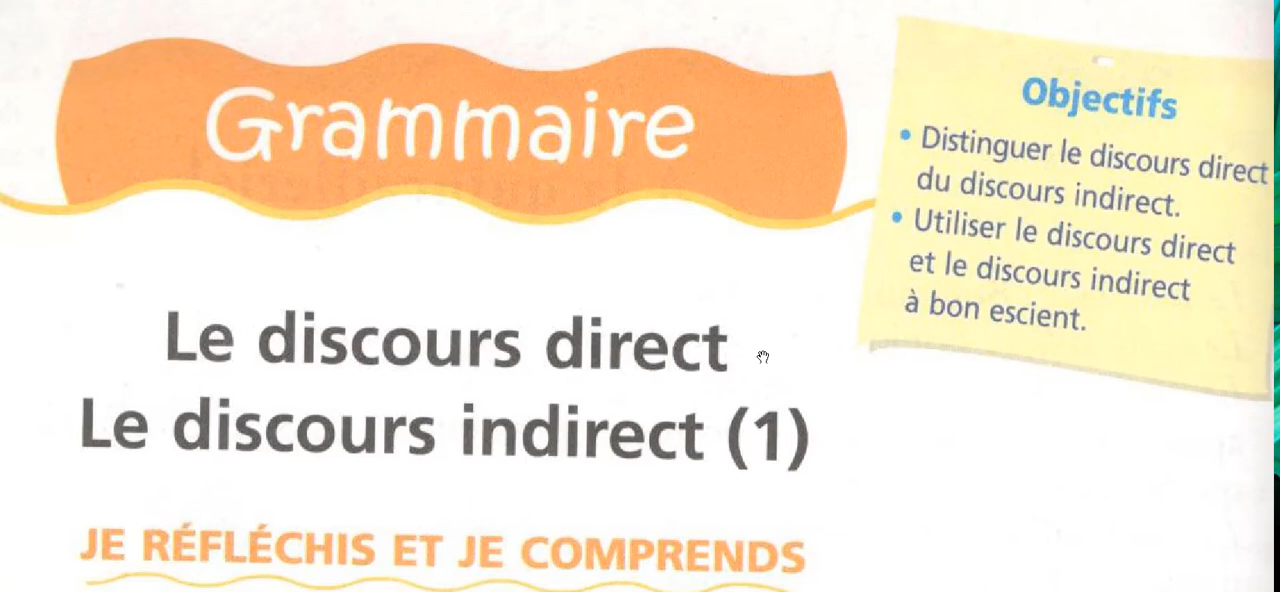 Grammaire
Objectifs
• Distinguer le discours direct
du discours indirect.
• Utiliser le discours direct
et le discours indirect
à bon escient.
Le discours direct
Le discours indirect (1)
JE RÉFLÉCHIS ET JE COMPRENDS